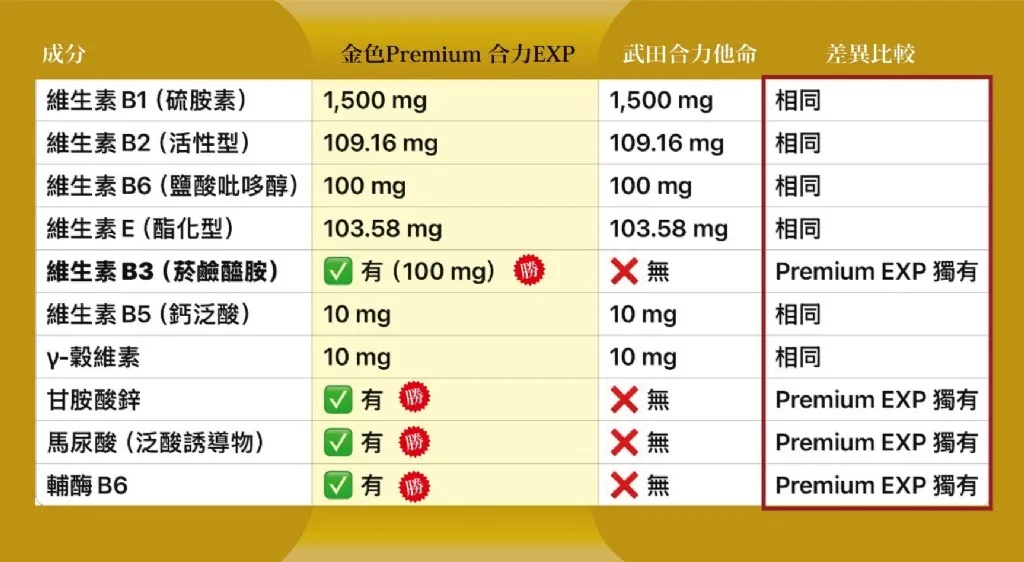 成分 金色Premium 合力EXP 武田合力他命 差異比較
維生素 B1（硫胺素） 1,500 mg 1,500 mg 相同
維生素 B2（活性型） 109.16 mg 109.16 mg 相同
維生素 B6（鹽酸吡哆醇） 100 mg 100 mg 相同
維生素 E（酯化型） 103.58 mg 103.58 mg 相同
維生素 B3（菸鹼醯胺） ✅ 有（100 mg） 勝 ❌ 無 Premium EXP 獨有
維生素 B5（鈣泛酸） 10 mg 10 mg 相同
γ-穀維素 10 mg 10 mg 相同
甘胺酸鋅 ✅ 有 勝 ❌ 無 Premium EXP 獨有
馬尿酸（泛酸誘導物） ✅ 有 勝 ❌ 無 Premium EXP 獨有
輔酶 B6 ✅ 有 勝 ❌ 無 Premium EXP 獨有